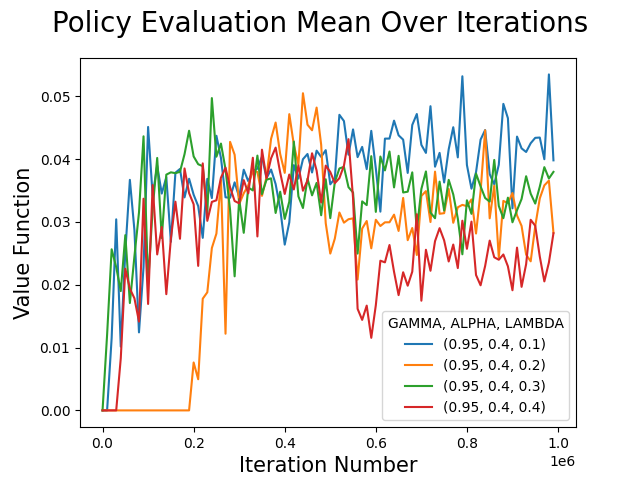 Policy Evaluation Mean Over Iterations
Value Function
0.05
0.04
0.03
0.02
0.01
0.00
GAMMA, ALPHA, LAMBDA
(0.95, 0.4, 0.1)
(0.95, 0.4, 0.2)
(0.95, 0.4, 0.3)
(0.95, 0.4, 0.4)
0.0 0.2 0.4 0.6 0.8 1.0
1e6
Iteration Number